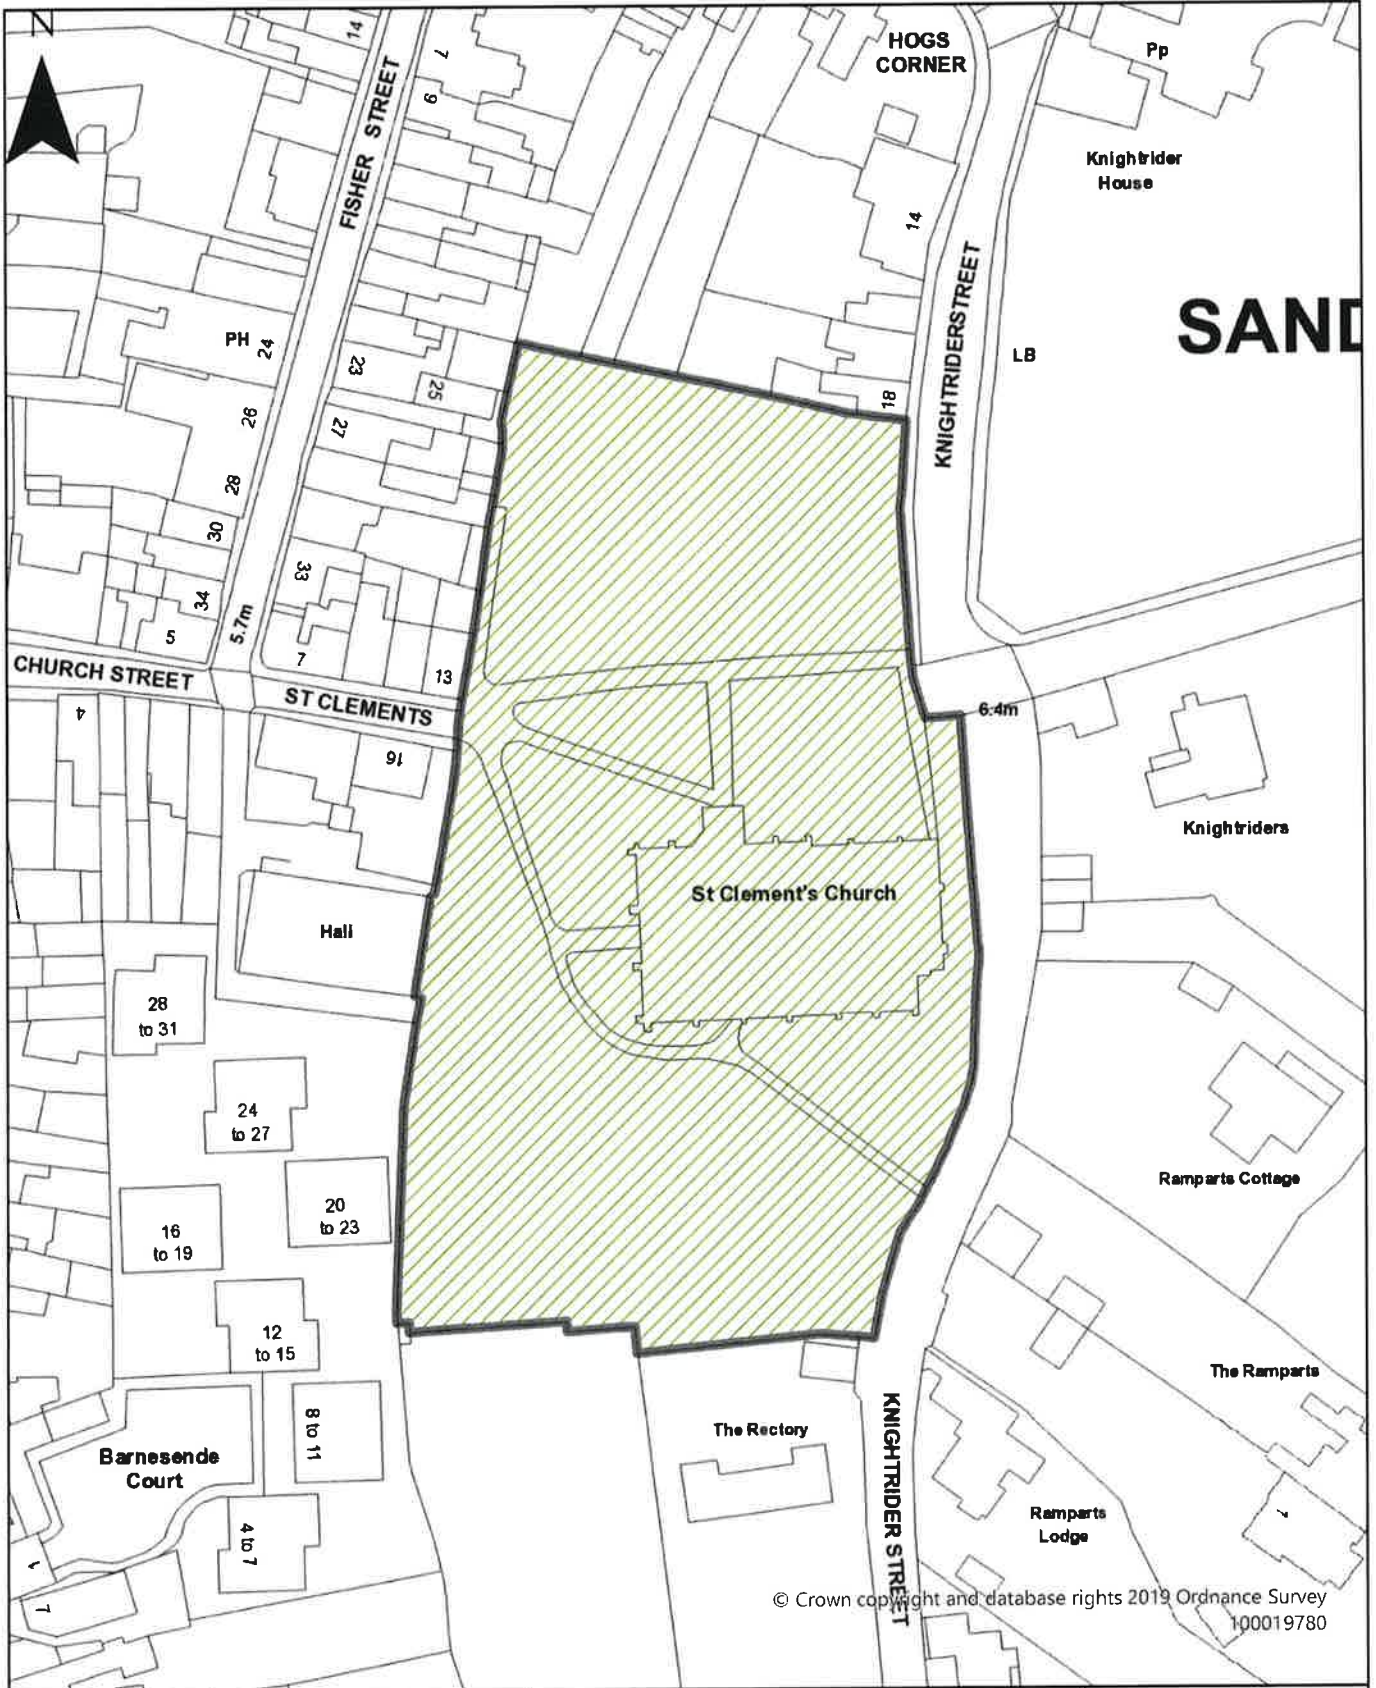 N
14
FISHER STREET
7
9
HOGS
CORNER
Pp
Knightrider
House
14
KNIGHTRIDERSTREET
SAND
LB
PH
24
23
25
18
26
27
28
30
33
34
5.7m
5
7
13
CHURCH STREET
ST CLEMENTS
4
16
6.4m
Knightriders
St Clement's Church
Hall
28
to 31
24
to 27
20
to 23
16
to 19
12
to 15
8 to 11
Barnesende
Court
4 to 7
1
7
Ramparts Cottage
The Ramparts
The Rectory
KNIGHTRIDER STREET
Ramparts
Lodge
1
© Crown copyright and database rights 2019 Ordnance Survey
100019780